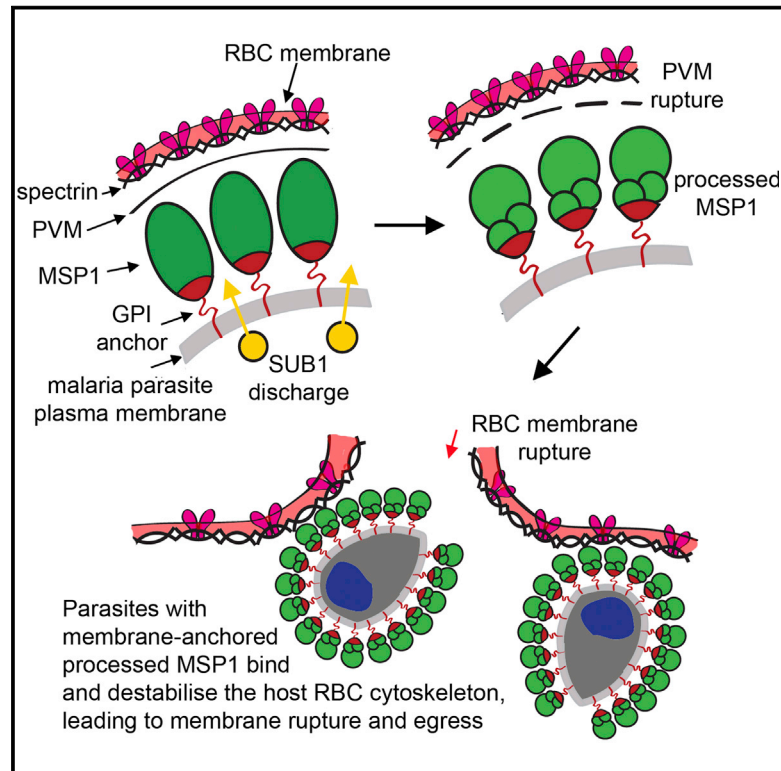 RBC membrane
spectrin
PVM
MSP1
GPI
anchor
malaria parasite
plasma membrane
SUB1
discharge
PVM
rupture
processed
MSP1
RBC membrane
rupture
Parasites with
membrane-anchored
processed MSP1 bind
and destabilise the host RBC cytoskeleton,
leading to membrane rupture and egress